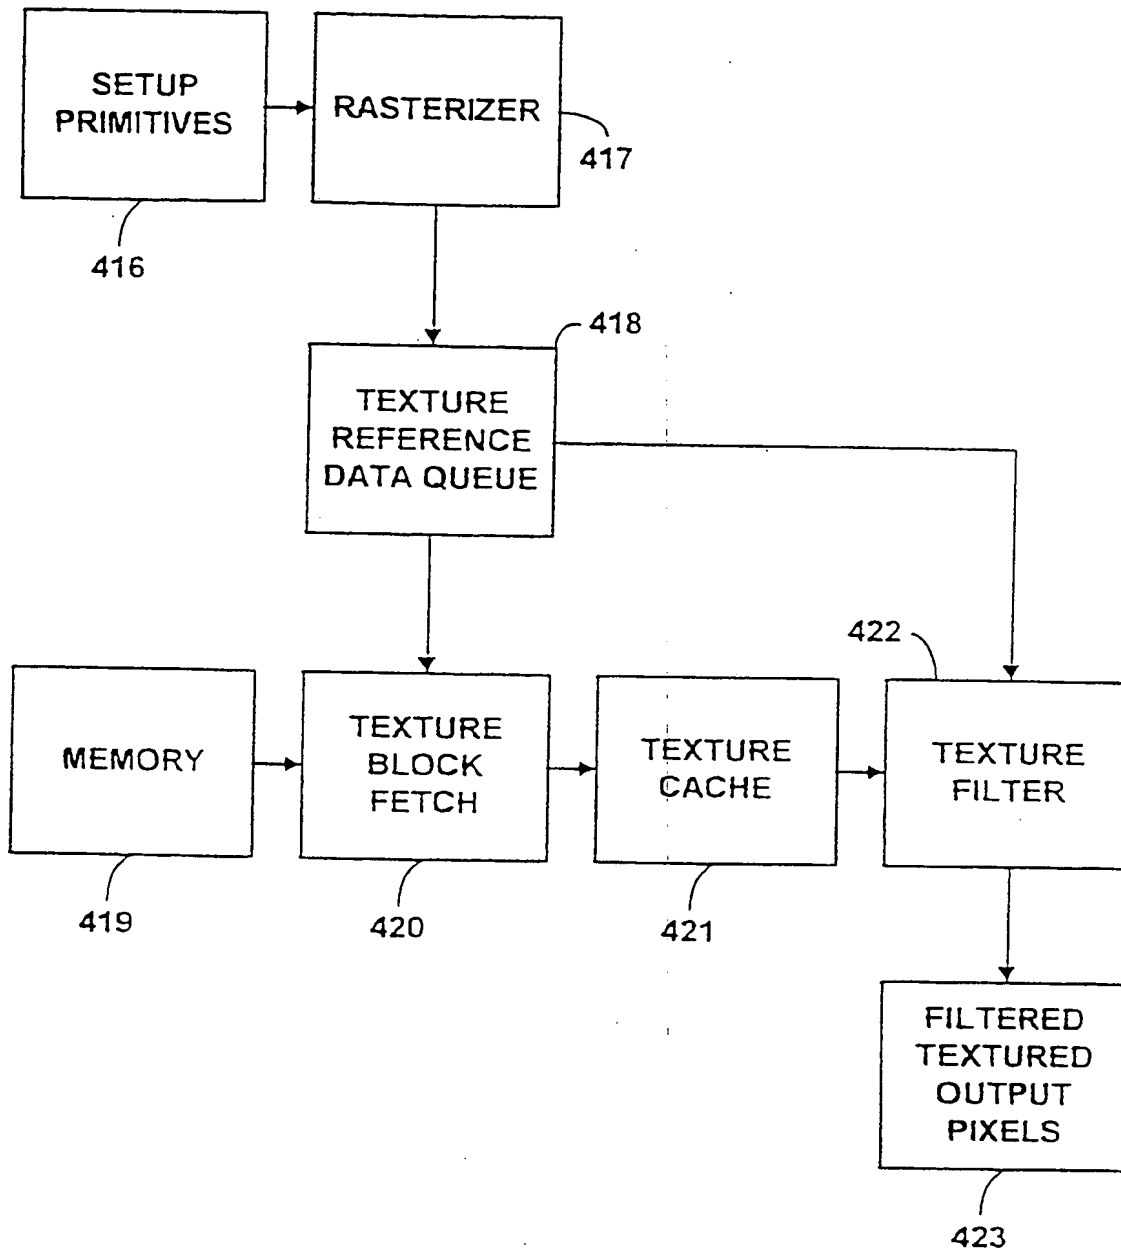 SETUP
PRIMITIVES
RASTERIZER
417
416
418
TEXTURE
REFERENCE
DATA QUEUE
422
MEMORY
TEXTURE
BLOCK
FETCH
TEXTURE
CACHE
TEXTURE
FILTER
419
420
421
FILTERED
TEXTURED
OUTPUT
PIXELS
423